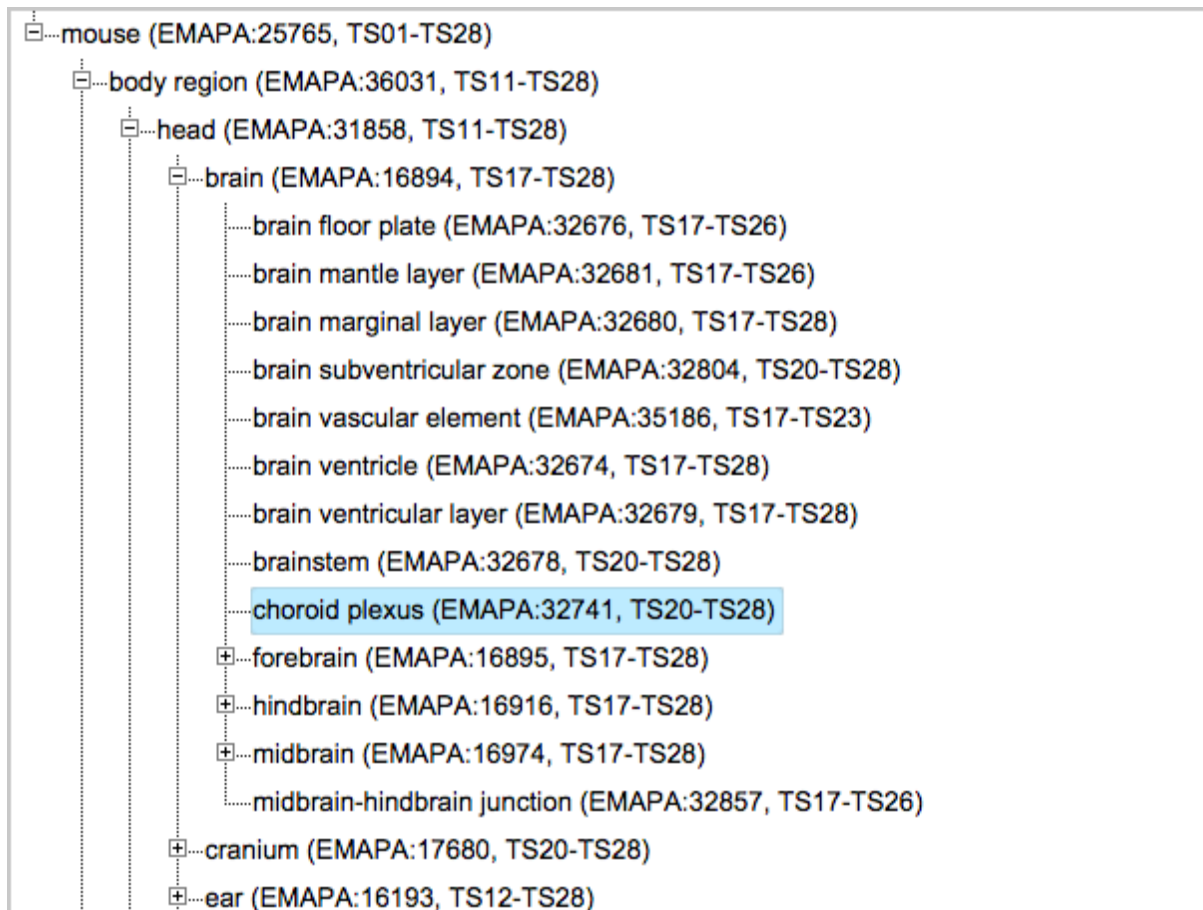 mouse (EMAPA:25765, TS01-TS28)
body region (EMAPA:36031, TS11-TS28)
head (EMAPA:31858, TS11-TS28)
brain (EMAPA:16894, TS17-TS28)
brain floor plate (EMAPA:32676, TS17-TS26)
brain mantle layer (EMAPA:32681, TS17-TS26)
brain marginal layer (EMAPA:32680, TS17-TS28)
brain subventricular zone (EMAPA:32804, TS20-TS28)
brain vascular element (EMAPA:35186, TS17-TS23)
brain ventricle (EMAPA:32674, TS17-TS28)
brain ventricular layer (EMAPA:32679, TS17-TS28)
brainstem (EMAPA:32678, TS20-TS28)
choroid plexus (EMAPA:32741, TS20-TS28)
forebrain (EMAPA:16895, TS17-TS28)
hindbrain (EMAPA:16916, TS17-TS28)
midbrain (EMAPA:16974, TS17-TS28)
midbrain-hindbrain junction (EMAPA:32857, TS17-TS26)
cranium (EMAPA:17680, TS20-TS28)
ear (EMAPA:16193, TS12-TS28)